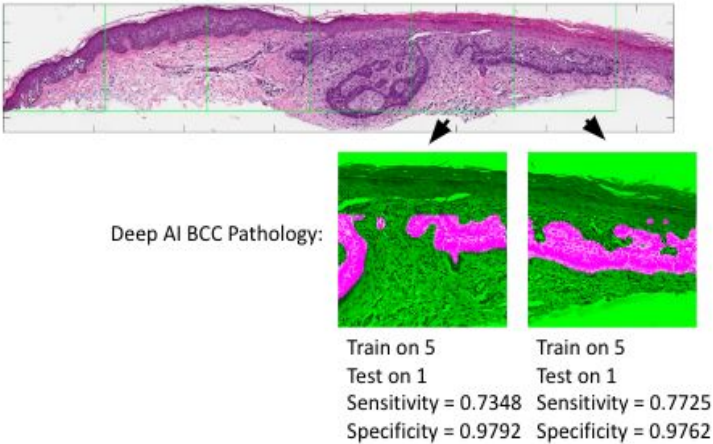 Deep AI BCC Pathology:
Train on 5
Test on 1
Sensitivity = 0.7348
Specificity = 0.9792
Train on 5
Test on 1
Sensitivity = 0.7725
Specificity = 0.9762